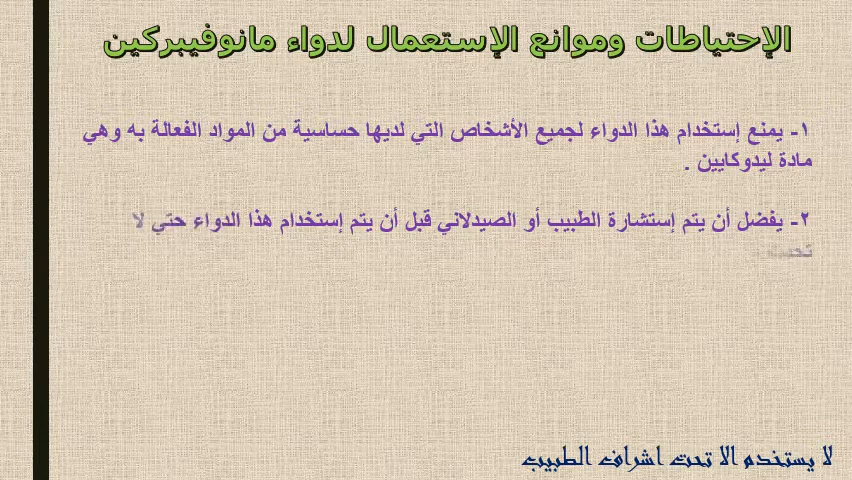 الإحتياطات وموانع الإستعمال لدواء مانوفيبركين
١- يمنع إستخدام هذا الدواء لجميع الأشخاص التي لديها حساسية من المواد الفعالة به وهي
مادة ليدوكايين .
٢- يفضل أن يتم إستشارة الطبيب أو الصيدلاني قبل أن يتم إستخدام هذا الدواء حتي لا
لا يستخدم الا تحت اشراف الطبيب